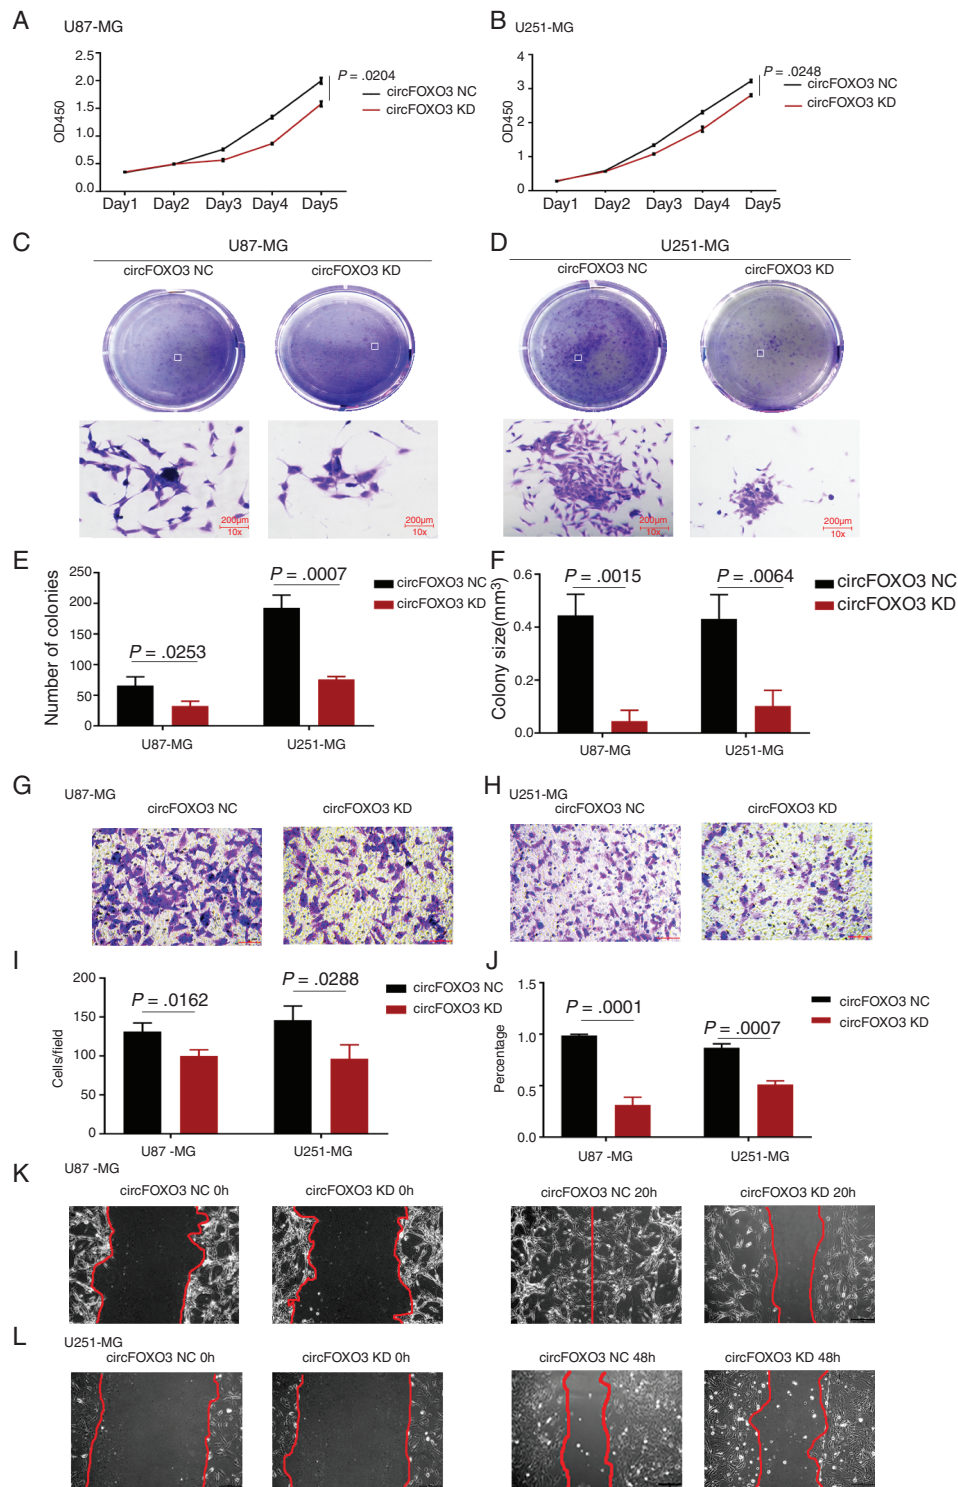 A
U87-MG
2.5
2.0
1.5
1.0
0.5
0.0
OD450
Day1 Day2 Day3 Day4 Day5
P = .0204
circFOXO3 NC
circFOXO3 KD
B
U251-MG
4
3
2
1
0
OD450
Day1 Day2 Day3 Day4 Day5
P = .0248
circFOXO3 NC
circFOXO3 KD
C
U87-MG
circFOXO3 NC circFOXO3 KD
200μm
10x
200μm
10x
D
U251-MG
circFOXO3 NC circFOXO3 KD
200μm
10x
200μm
10x
E
Number of colonies
250
200
150
100
50
0
P = .0253
P = .0007
U87-MG U251-MG
circFOXO3 NC
circFOXO3 KD
F
Colony size(mm³)
0.6
0.4
0.2
0.0
P = .0015
P = .0064
U87-MG U251-MG
circFOXO3 NC
circFOXO3 KD
G
U87-MG
circFOXO3 NC circFOXO3 KD
H
U251-MG
circFOXO3 NC circFOXO3 KD
I
Cells/field
200
150
100
50
0
P = .0162
P = .0288
U87 -MG U251-MG
circFOXO3 NC
circFOXO3 KD
J
Percentage
1.5
1.0
0.5
0.0
P = .0001
P = .0007
U87 -MG U251-MG
circFOXO3 NC
circFOXO3 KD
K
U87 -MG
circFOXO3 NC 0h circFOXO3 KD 0h circFOXO3 NC 20h circFOXO3 KD 20h
L
U251-MG
circFOXO3 NC 0h circFOXO3 KD 0h circFOXO3 NC 48h circFOXO3 KD 48h